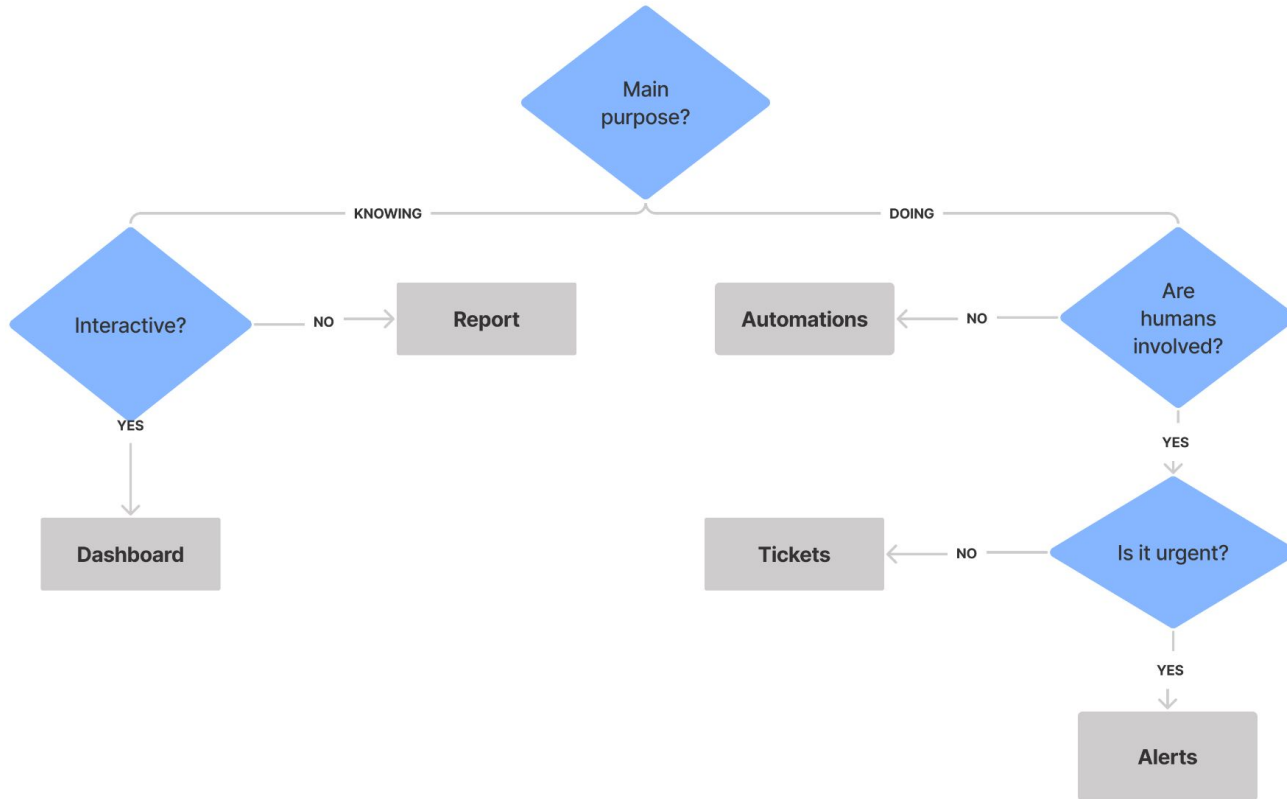 Main
purpose?
KNOWING
DOING
Interactive?
NO
Report
Automations
NO
Are
humans
involved?
YES
YES
Dashboard
Tickets
NO
Is it urgent?
YES
Alerts